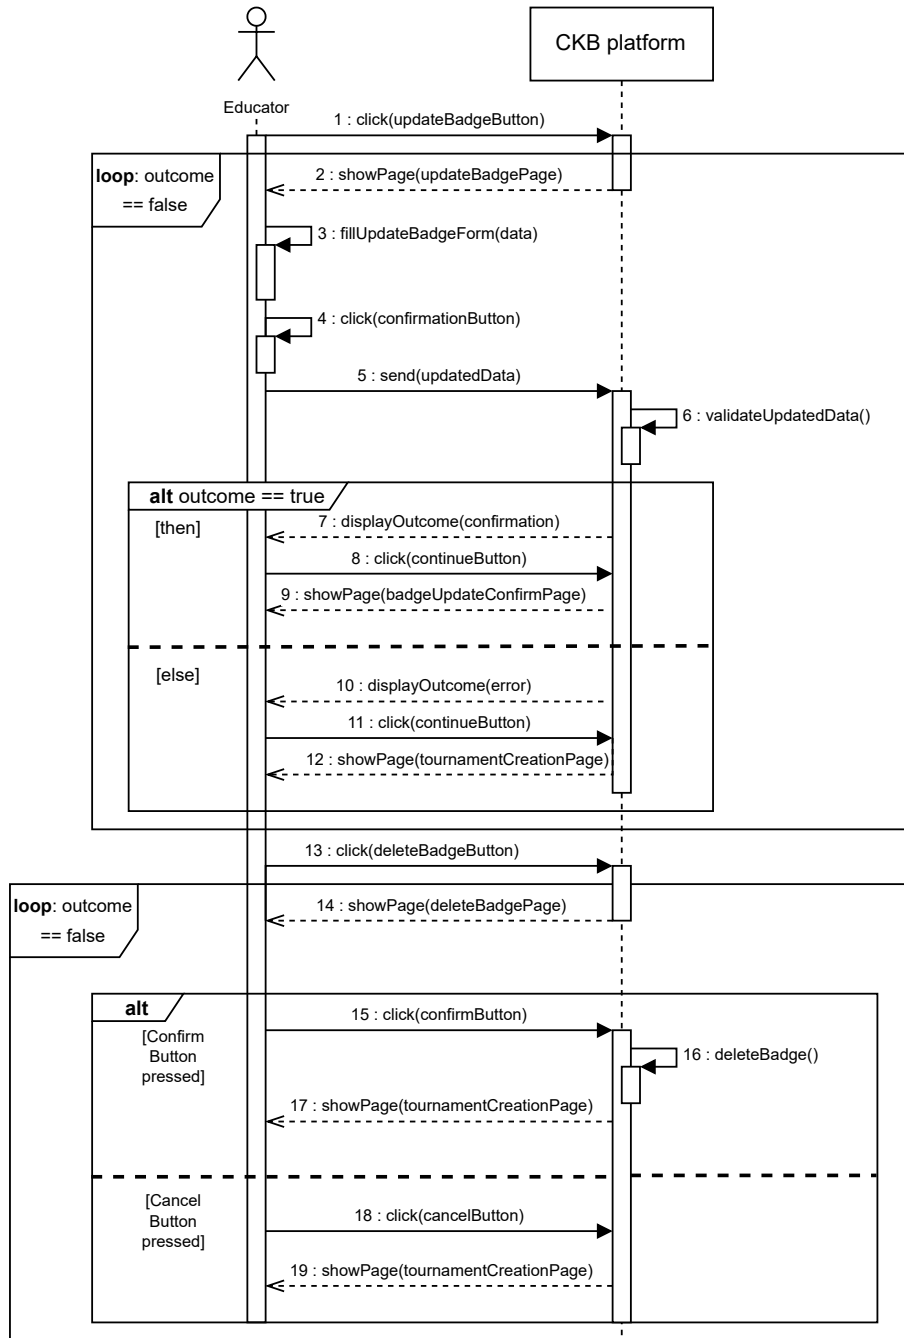 CKB platform
Educator
1 : click(updateBadgeButton)
loop: outcome
== false
2 : showPage(updateBadgePage)
3 : fillUpdateBadgeForm(data)
4 : click(confirmationButton)
5 : send(updatedData)
6 : validateUpdatedData()
alt outcome == true
[then]
7 : displayOutcome(confirmation)
8 : click(continueButton)
9 : showPage(badgeUpdateConfirmPage)
[else]
10 : displayOutcome(error)
11 : click(continueButton)
12 : showPage(tournamentCreationPage)
13 : click(deleteBadgeButton)
loop: outcome
== false
14 : showPage(deleteBadgePage)
alt
15 : click(confirmButton)
[Confirm
Button
pressed]
16 : deleteBadge()
17 : showPage(tournamentCreationPage)
[Cancel
Button
pressed]
18 : click(cancelButton)
19 : showPage(tournamentCreationPage)